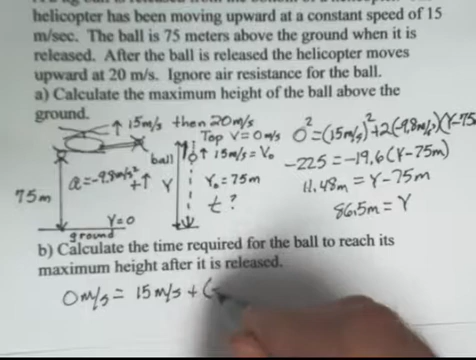 helicopter has been moving upward at a constant speed of 15
m/sec. The ball is 75 meters above the ground when it is
released. After the ball is released the helicopter moves
upward at 20 m/s. Ignore air resistance for the ball.
a) Calculate the maximum height of the ball above the
ground.
↑ 15m/s then 20m/s
Top V=0m/s
0²=(15m/s)²+2(-9.8m/s²)(Y-75
ball ↑ 15m/s=V₀
-225=-19.6(Y-75m)
a=-9.8m/s²
+↑
Y
Y₀=75m
11.48m=Y-75m
75m
t?
86.5m=Y
Y=0
ground
b) Calculate the time required for the ball to reach its
maximum height after it is released.
0m/s= 15m/s+(-